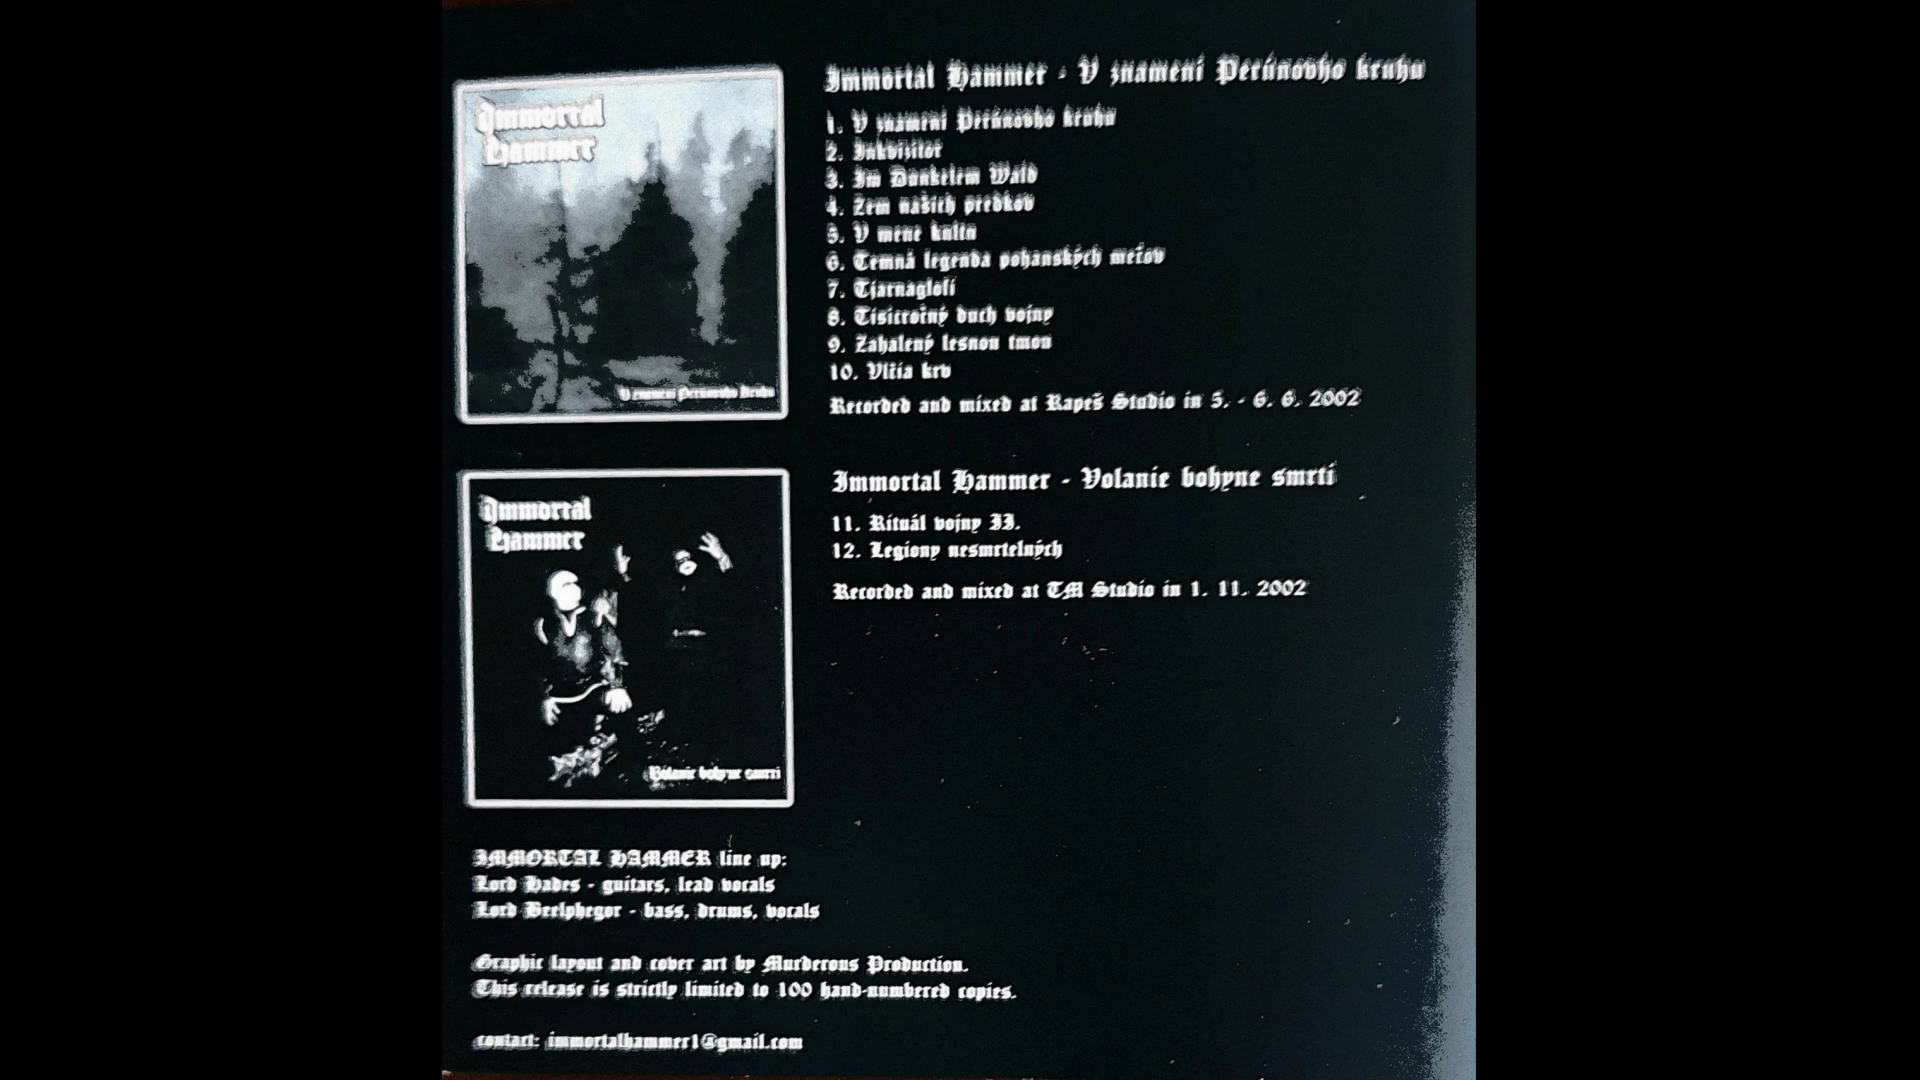 Immortal Hammer
V znamení Perúnovho kruhu
Immortal Hammer - V znamení Perúnovho kruhu
1. V znamení Perúnovho kruhu
2. Inkvizítor
3. Im Dunkelem Wald
4. Zem našich predkov
5. V mene kultu
6. Temná legenda pohanských mečov
7. Tjarnaglofi
8. Tisícročný duch vojny
9. Zahalený lesnou tmou
10. Vlčia krv
Recorded and mixed at Rapeš Studio in 5. - 6. 6. 2002
Immortal Hammer
Volanie bohyne smrti
Immortal Hammer - Volanie bohyne smrti
11. Rituál vojny II.
12. Legiony nesmrtelných
Recorded and mixed at TM Studio in 1. 11. 2002
IMMORTAL HAMMER line up:
Lord Hades - guitars, lead vocals
Lord Beelphegor - bass, drums, vocals
Graphic layout and cover art by Murderous Production.
This release is strictly limited to 100 hand-numbered copies.
contact: immortalhammer1@gmail.com